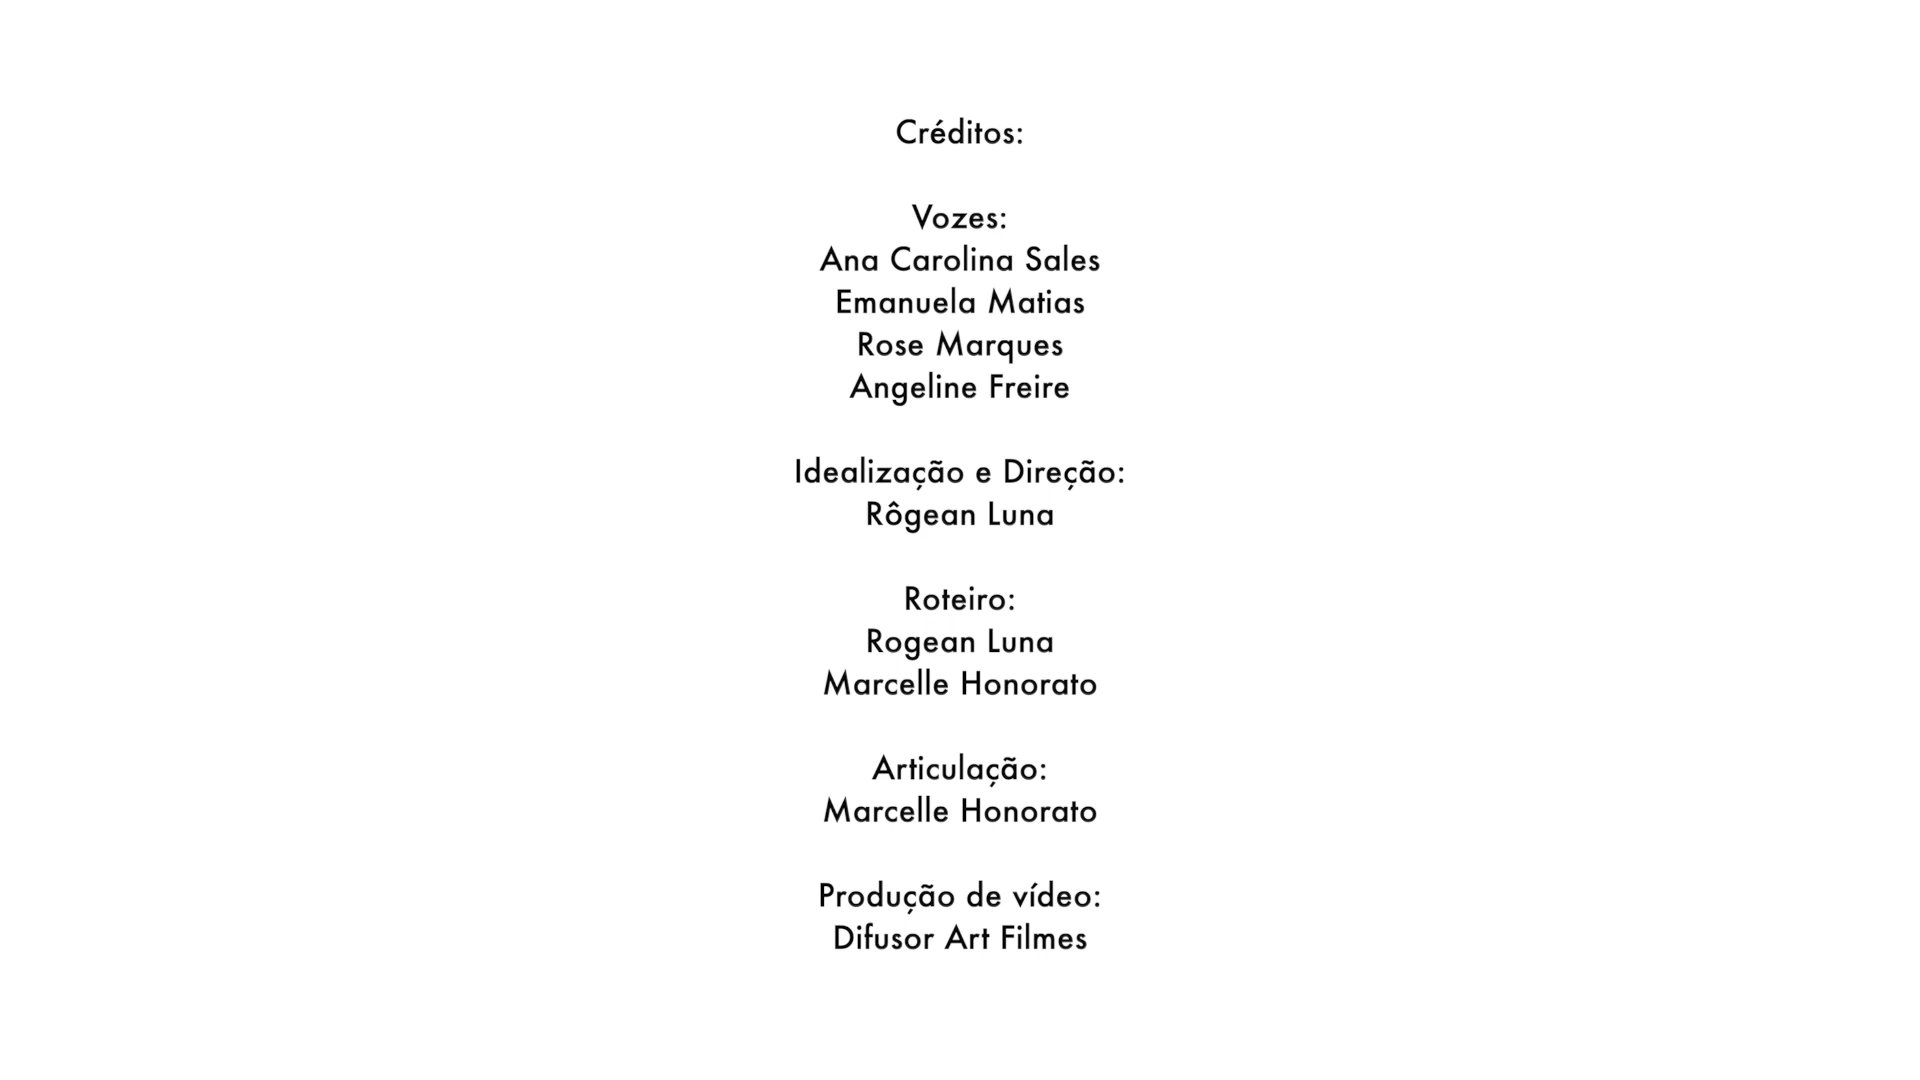 Créditos:
Vozes:
Ana Carolina Sales
Emanuela Matias
Rose Marques
Angeline Freire
Idealização e Direção:
Rôgean Luna
Roteiro:
Rogean Luna
Marcelle Honorato
Articulação:
Marcelle Honorato
Produção de vídeo:
Difusor Art Filmes